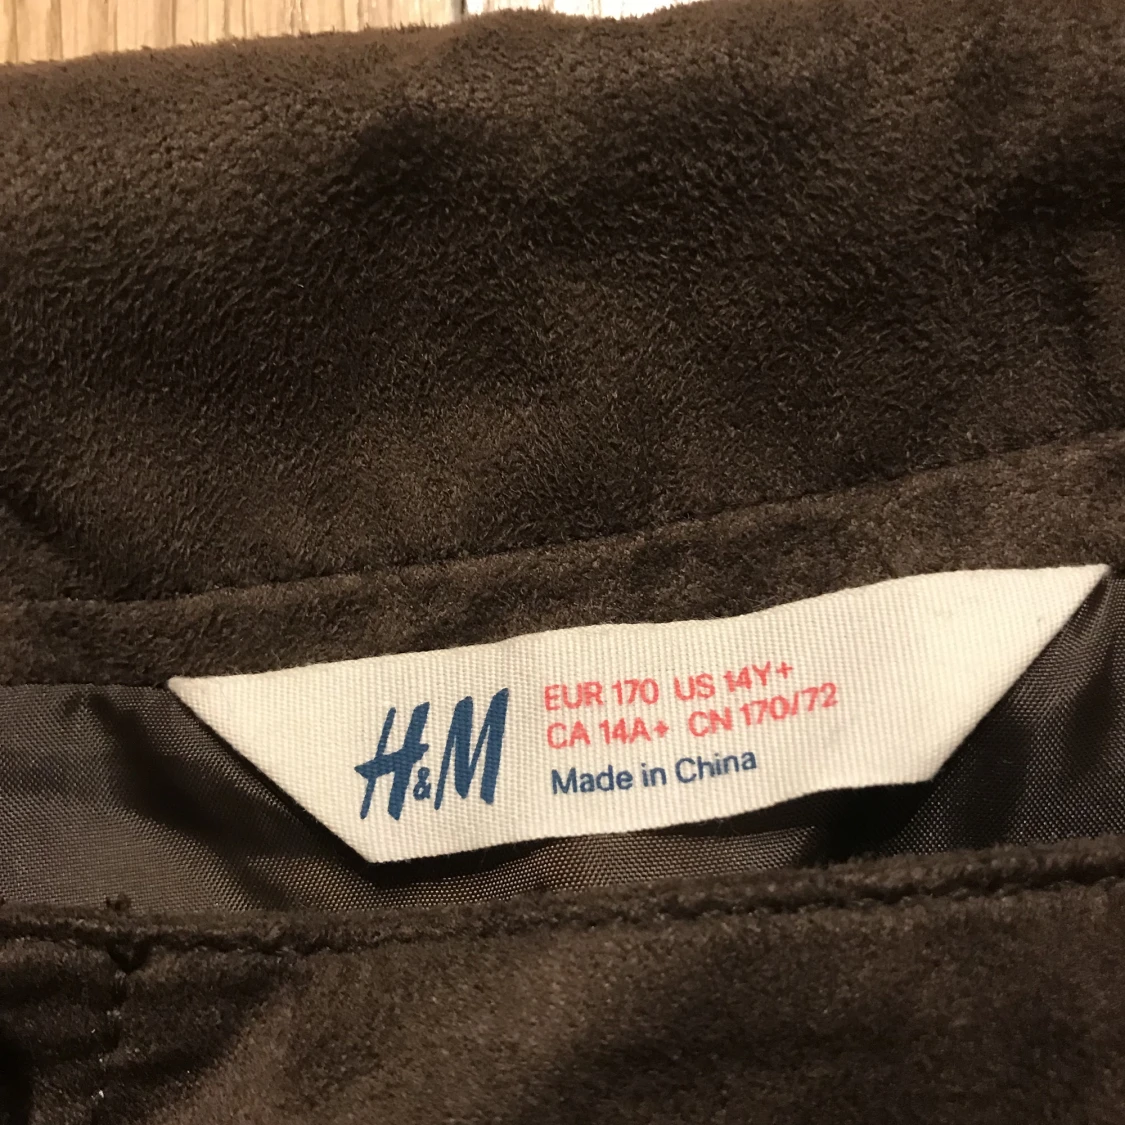 H&M
EUR 170 US 14Y+
CA 14A+ CN 170/72
Made in China